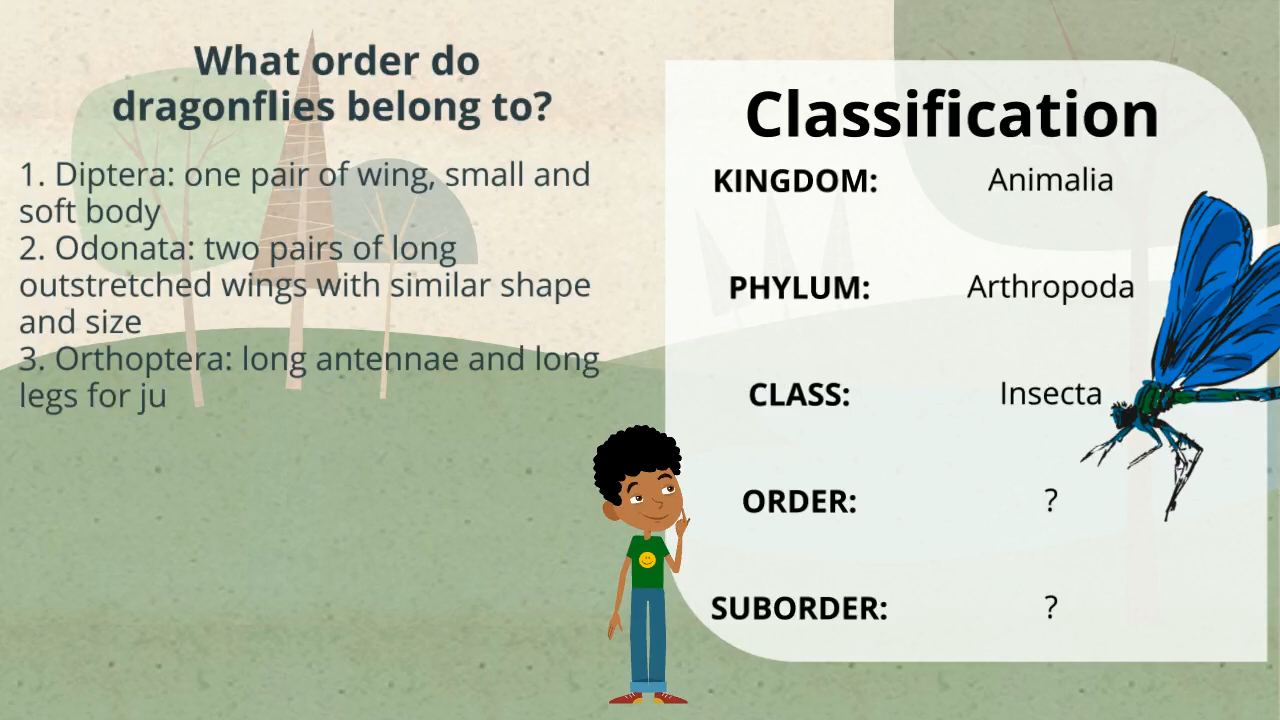 What order do
dragonflies belong to?
1. Diptera: one pair of wing, small and
soft body
2. Odonata: two pairs of long
outstretched wings with similar shape
and size
3. Orthoptera: long antennae and long
legs for ju
Classification
KINGDOM: Animalia
PHYLUM: Arthropoda
CLASS: Insecta
ORDER: ?
SUBORDER: ?